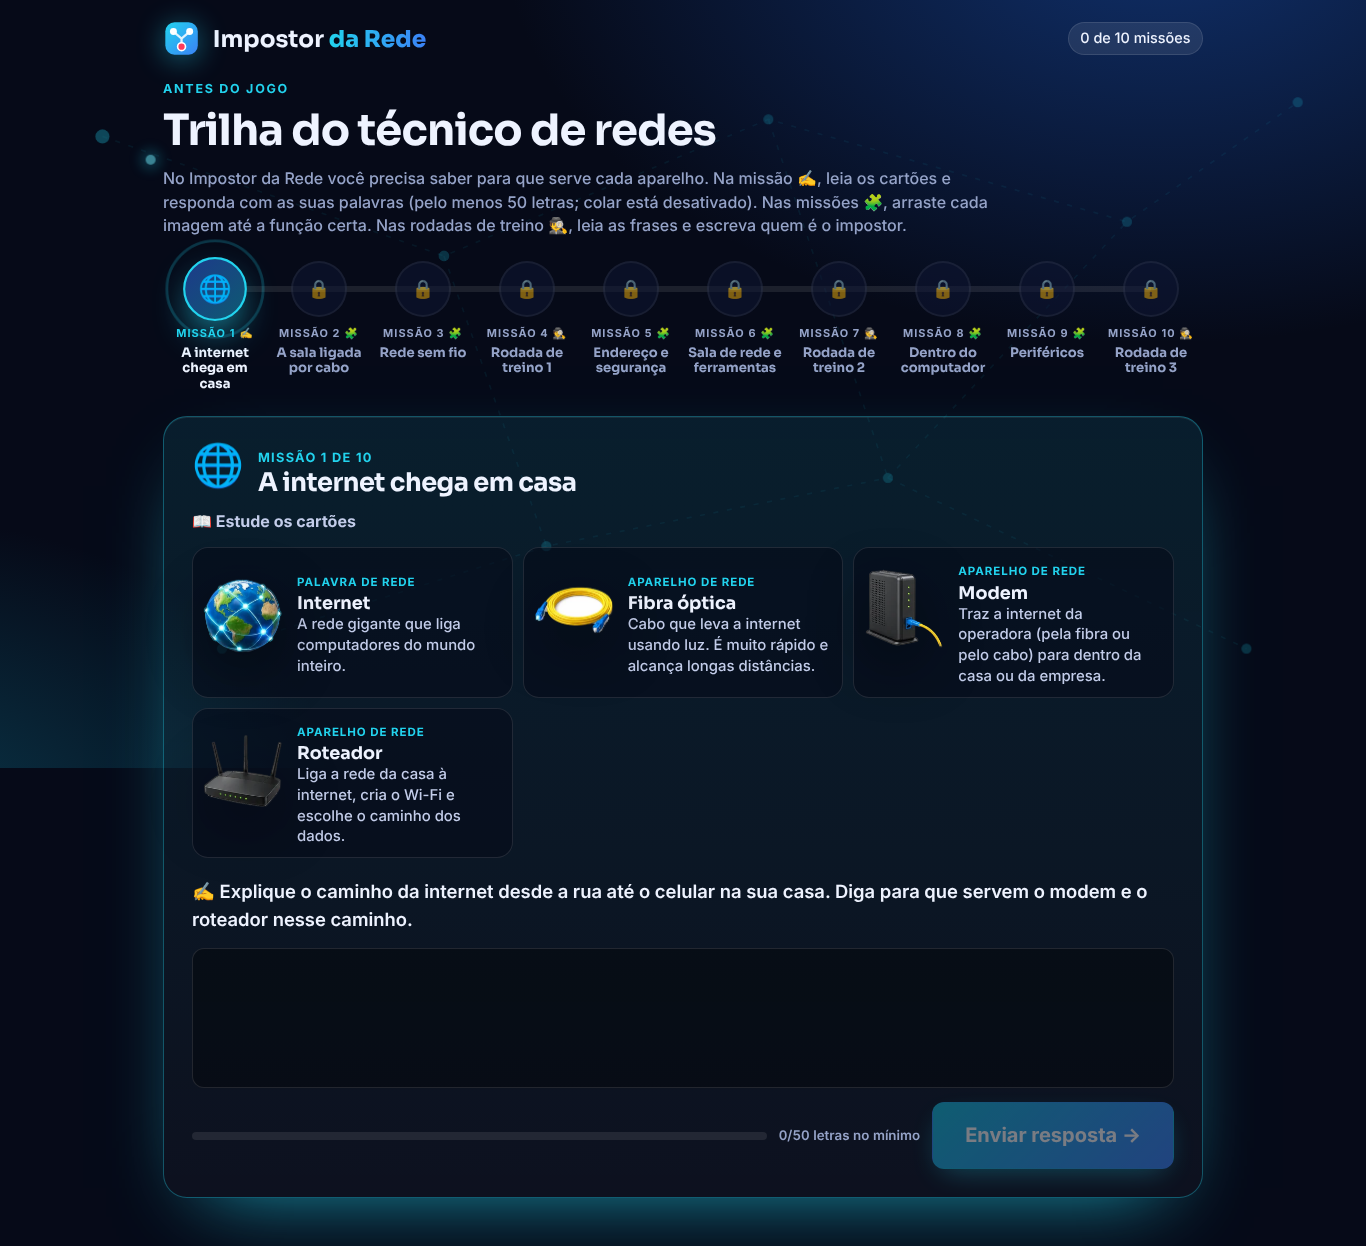 Impostor da Rede
0 de 10 missões
ANTES DO JOGO
Trilha do técnico de redes
No Impostor da Rede você precisa saber para que serve cada aparelho. Na missão ✍️, leia os cartões e
responda com as suas palavras (pelo menos 50 letras; colar está desativado). Nas missões 🧩, arraste cada
imagem até a função certa. Nas rodadas de treino 🕵️, leia as frases e escreva quem é o impostor.
MISSÃO 1 ✍️
A internet
chega em
casa
MISSÃO 2 🧩
A sala ligada
por cabo
MISSÃO 3 🧩
Rede sem fio
MISSÃO 4 🕵️
Rodada de
treino 1
MISSÃO 5 🧩
Endereço e
segurança
MISSÃO 6 🧩
Sala de rede e
ferramentas
MISSÃO 7 🕵️
Rodada de
treino 2
MISSÃO 8 🧩
Dentro do
computador
MISSÃO 9 🧩
Periféricos
MISSÃO 10 🕵️
Rodada de
treino 3
MISSÃO 1 DE 10
A internet chega em casa
📖 Estude os cartões
PALAVRA DE REDE
Internet
A rede gigante que liga
computadores do mundo
inteiro.
APARELHO DE REDE
Fibra óptica
Cabo que leva a internet
usando luz. É muito rápido e
alcança longas distâncias.
APARELHO DE REDE
Modem
Traz a internet da
operadora (pela fibra ou
pelo cabo) para dentro da
casa ou da empresa.
APARELHO DE REDE
Roteador
Liga a rede da casa à
internet, cria o Wi-Fi e
escolhe o caminho dos
dados.
✍️ Explique o caminho da internet desde a rua até o celular na sua casa. Diga para que servem o modem e o
roteador nesse caminho.
0/50 letras no mínimo
Enviar resposta →